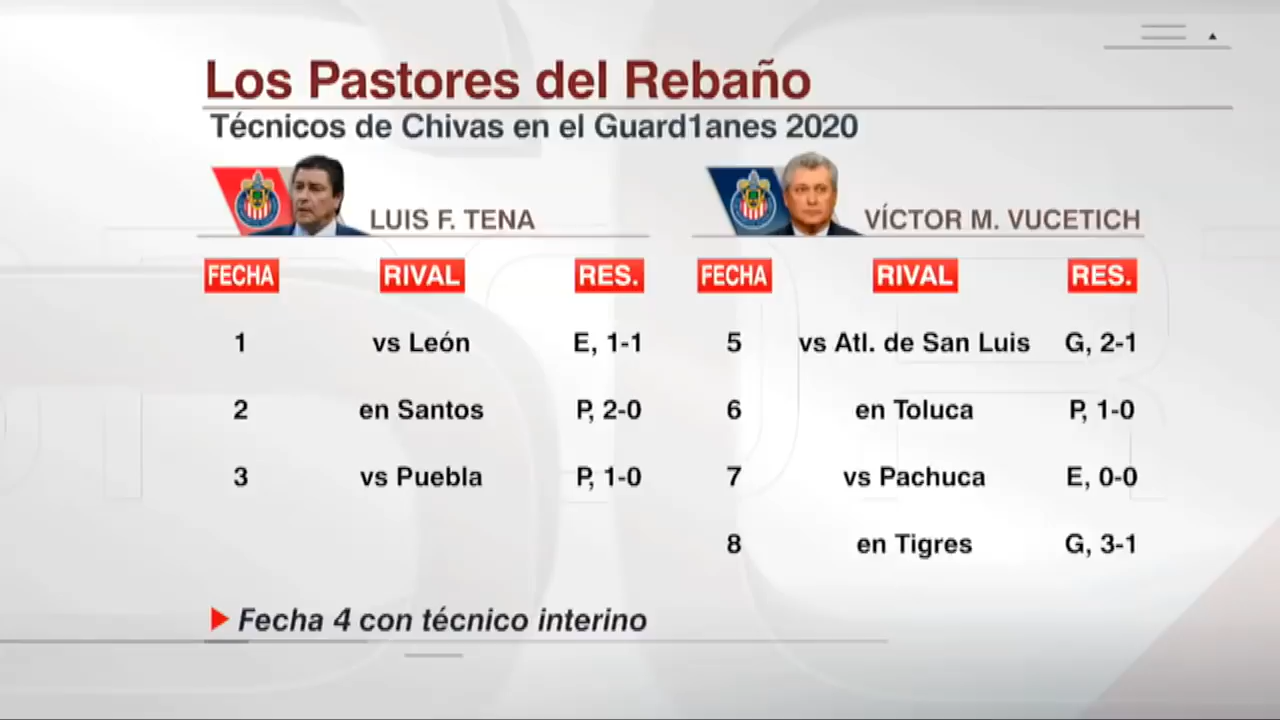 Los Pastores del Rebaño
Técnicos de Chivas en el Guard1anes 2020
LUIS F. TENA
FECHA RIVAL RES.
1 vs León E, 1-1
2 en Santos P, 2-0
3 vs Puebla P, 1-0
VÍCTOR M. VUCETICH
FECHA RIVAL RES.
5 vs Atl. de San Luis G, 2-1
6 en Toluca P, 1-0
7 vs Pachuca E, 0-0
8 en Tigres G, 3-1
Fecha 4 con técnico interino